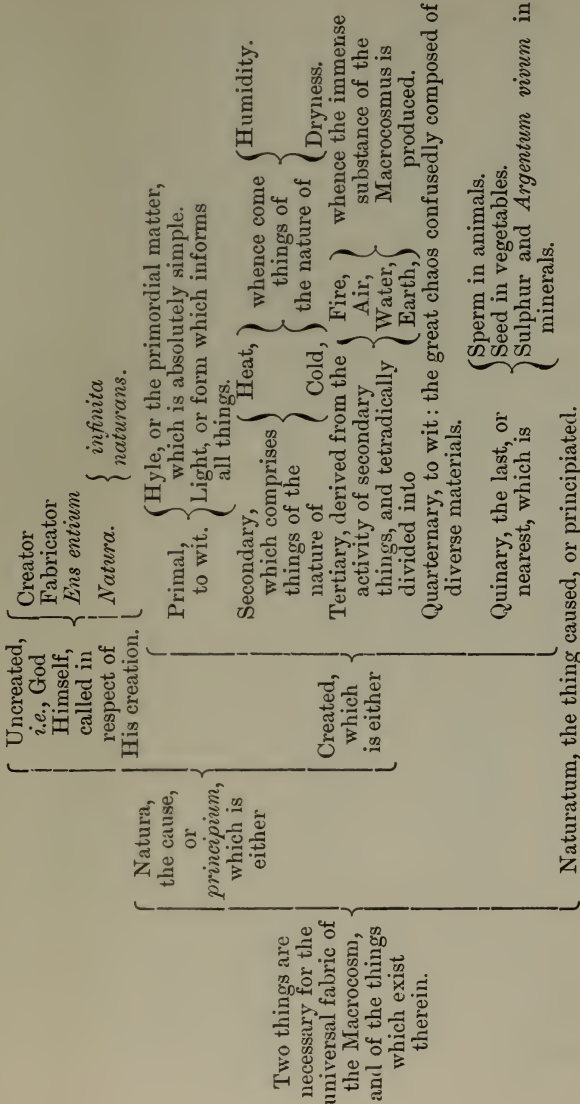 Two things are
necessary for the
universal fabric of
the Macrocosm,
and of the things
which exist
therein.
Natura,
the cause,
or
principium,
which is
either
Uncreated,
i.e., God
Himself,
called in
respect of
His creation.
Creator
Fabricator
Ens entium
Natura.
infinita
naturans.
Created,
which
is either
Primal,
to wit.
Hyle, or the primordial matter,
which is absolutely simple.
Light, or form which informs
all things.
Secondary,
which comprises
things of the
nature of
Heat,
Cold,
whence come
things of
the nature of
Humidity.
Dryness.
Tertiary, derived from the
activity of secondary
things, and tetradically
divided into
Fire,
Air,
Water,
Earth,
whence the immense
substance of the
Macrocosmus is
produced.
Quarternary, to wit: the great chaos confusedly composed of
diverse materials.
Quinary, the last, or
nearest, which is
Sperm in animals.
Seed in vegetables.
Sulphur and Argentum vivum in
minerals.
Naturatum, the thing caused, or principiated.